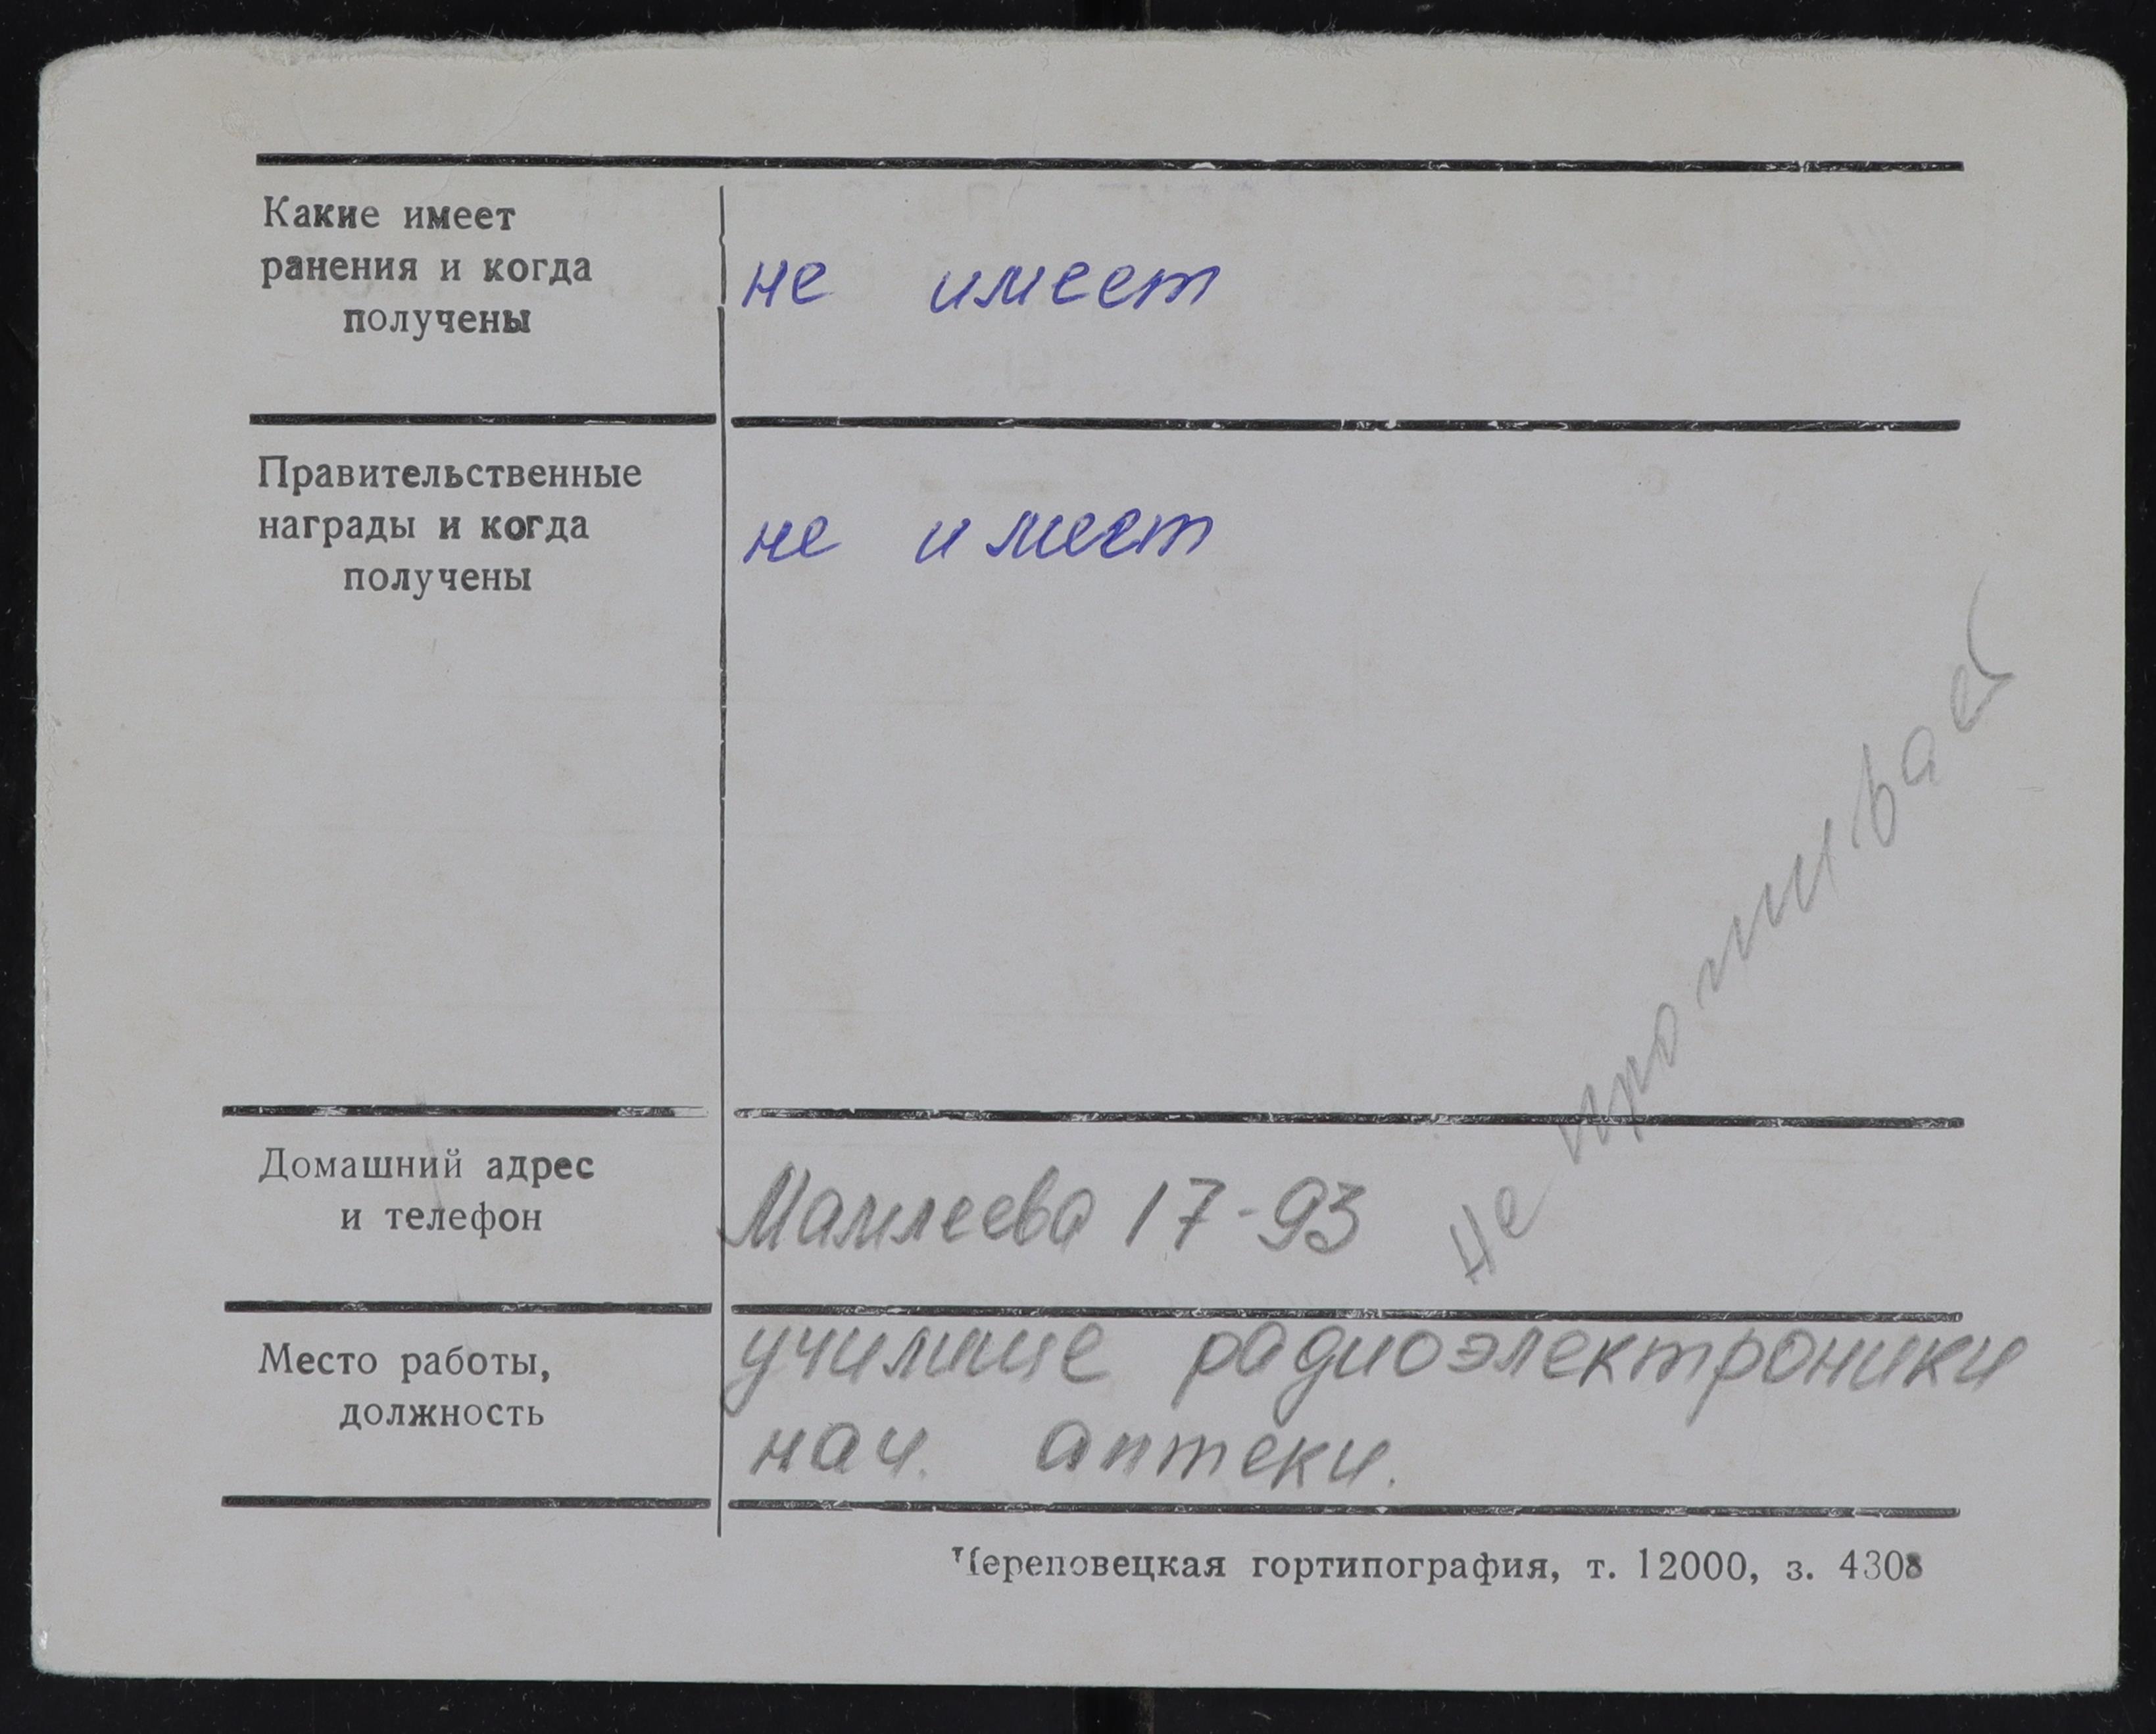 Какие имеет
ранения и когда
получены
не имеет
Правительственные
награды и когда
получены
не имеет
Домашний адрес
и телефон
Мамлеева 17-93
не проживает
Место работы,
должность
училище радиоэлектроники
нач. аптеки.
Череповецкая гортипография, т. 12000, з. 4308